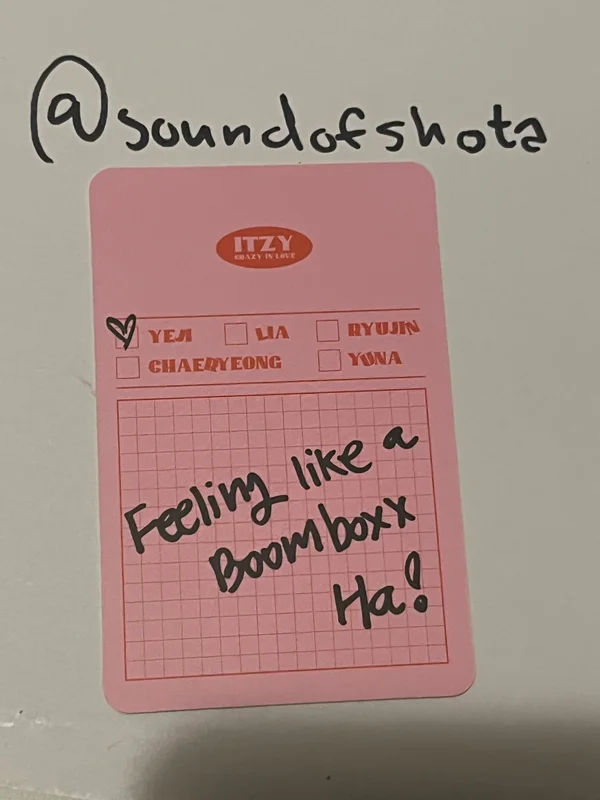 @soundofshota
ITZY
CRAZY IN LOVE
YEJI LIA RYUJIN
CHAERYEONG YUNA
Feeling like a
Boomboxx
Ha!